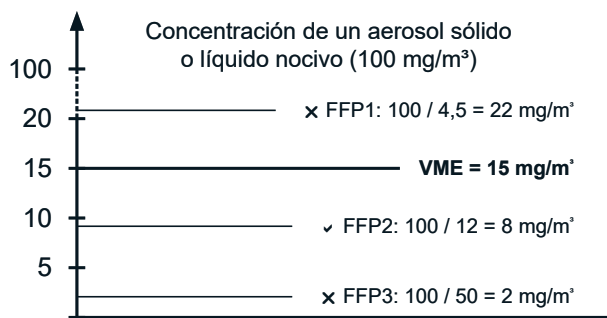 Concentración de un aerosol sólido
o líquido nocivo (100 mg/m³)
100
20
× FFP1: 100 / 4,5 = 22 mg/m³
15
VME = 15 mg/m³
10
✓ FFP2: 100 / 12 = 8 mg/m³
5
× FFP3: 100 / 50 = 2 mg/m³